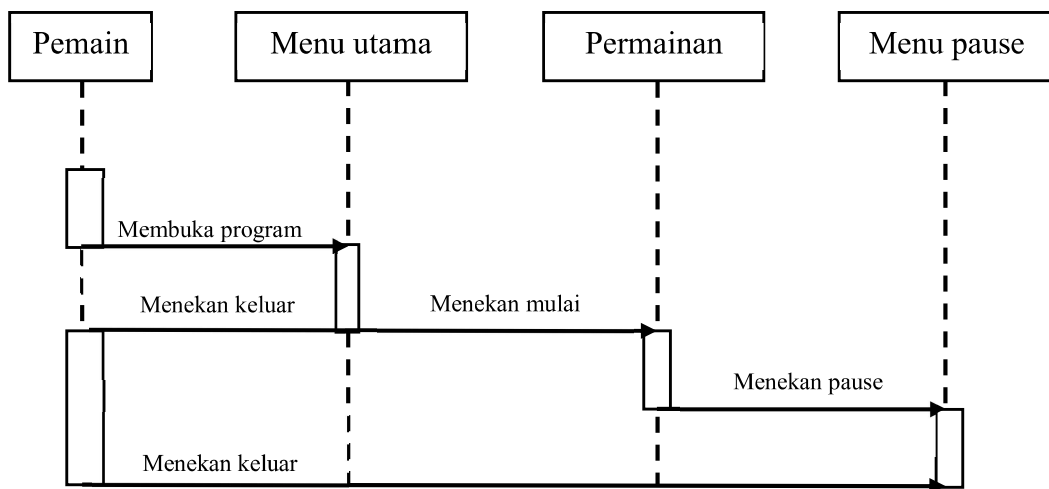 Pemain
Menu utama
Permainan
Menu pause
Membuka program
Menekan keluar
Menekan mulai
Menekan pause
Menekan keluar